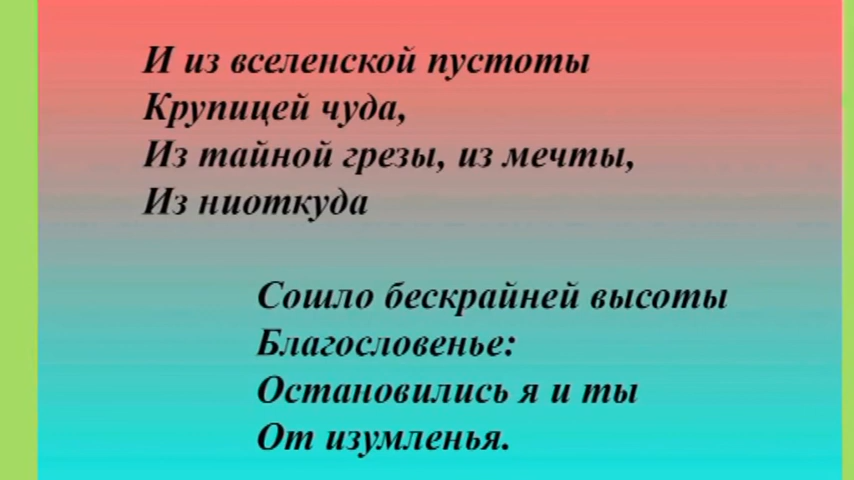 И из вселенской пустоты
Крупицей чуда,
Из тайной грезы, из мечты,
Из ниоткуда
Сошло бескрайней высоты
Благословенье:
Остановились я и ты
От изумленья.